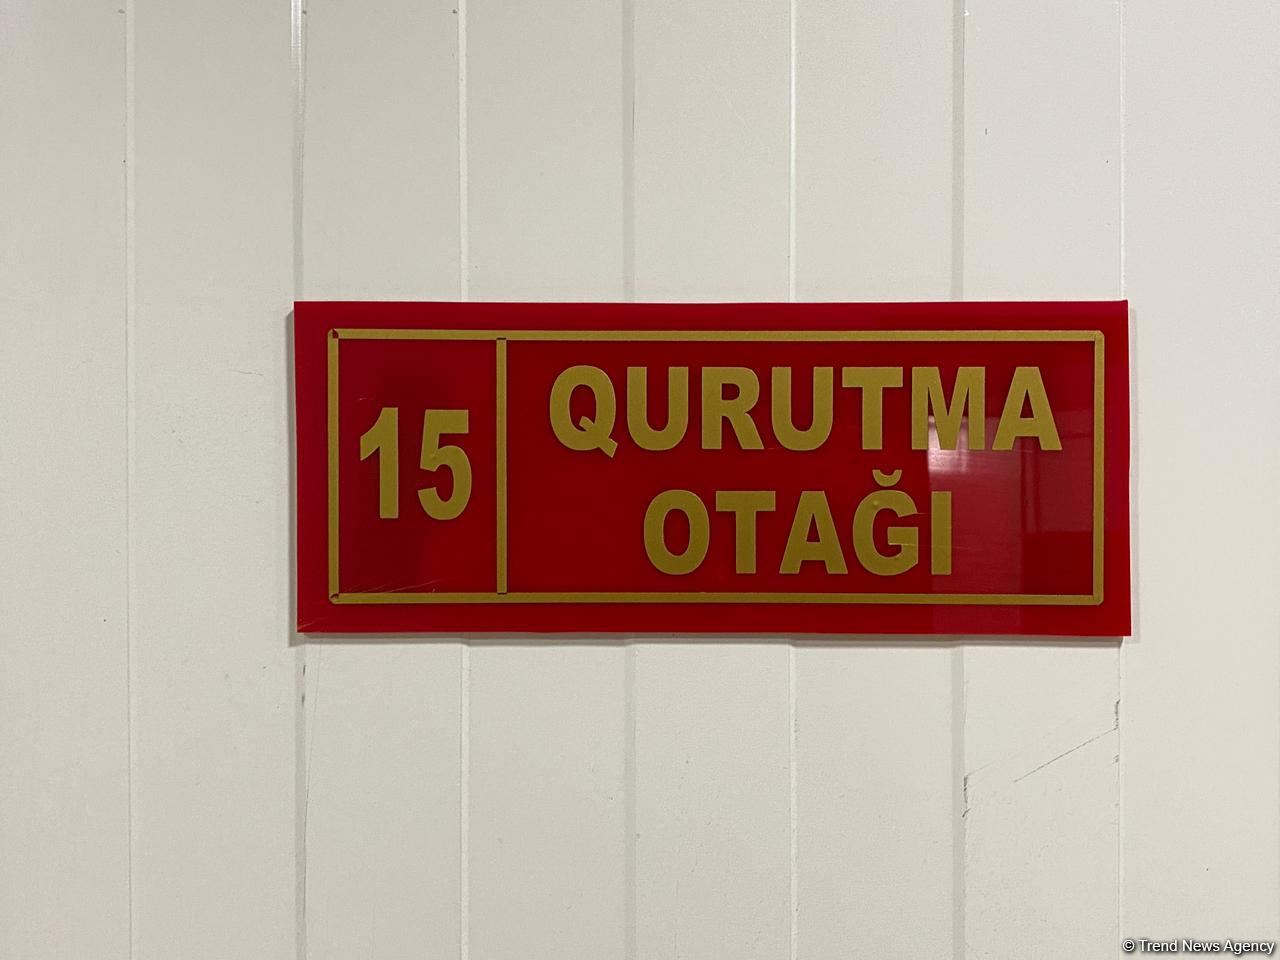 15
QURUTMA
OTAĞI
© Trend News Agency